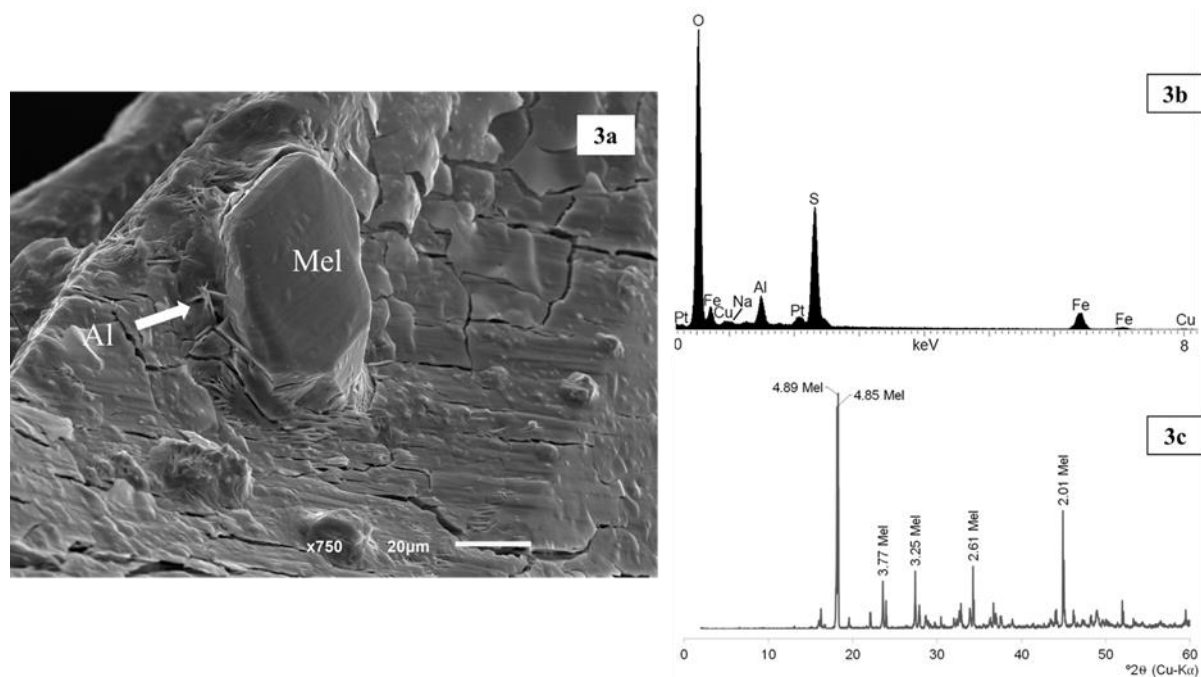 3a
Mel
Al
x750 20µm
3b
O
S
Pt Fe Cu Na Al Pt Fe Fe Cu
0 keV 8
3c
4.89 Mel
4.85 Mel
3.77 Mel
3.25 Mel
2.61 Mel
2.01 Mel
0 10 20 30 40 50 60
°2θ (Cu-Kα)